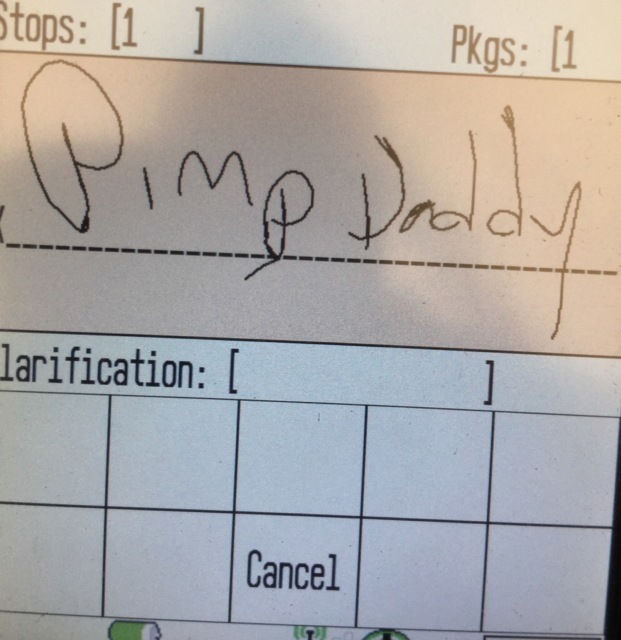 Stops: [1 ] Pkgs: [1
Pimp Daddy
larification: [ ]
Cancel